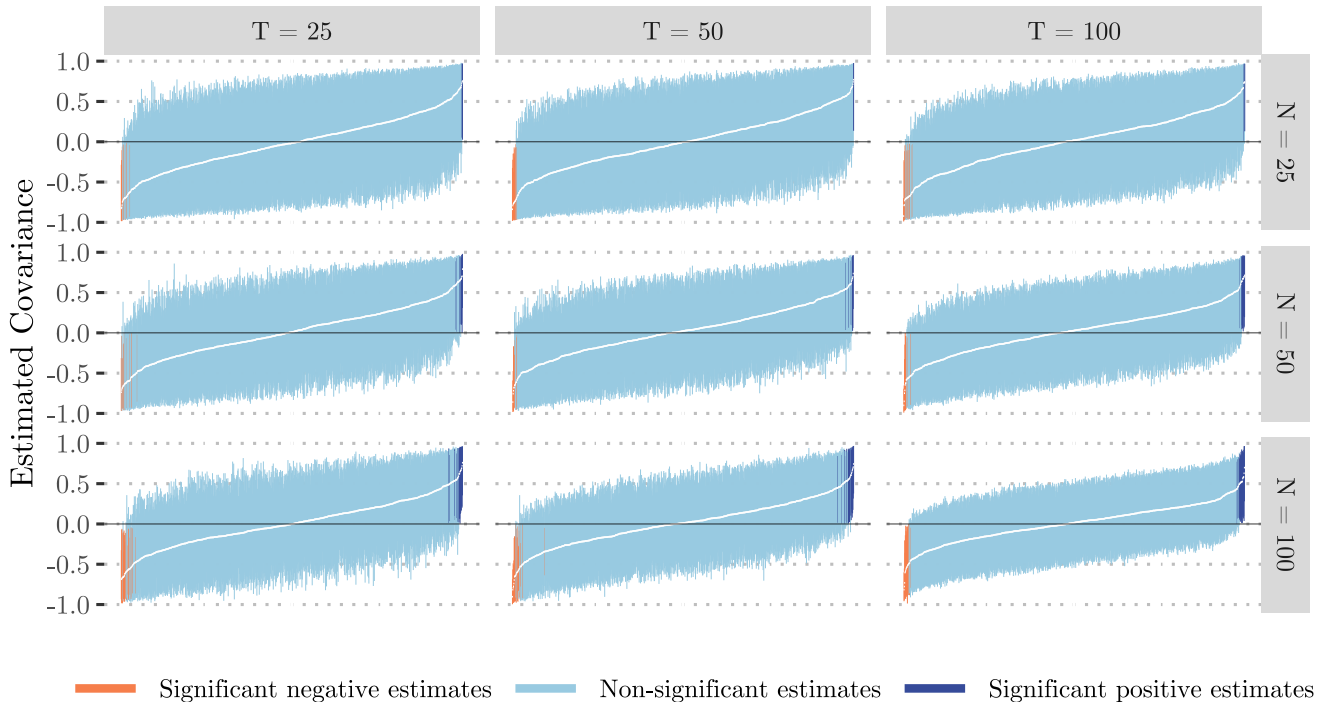 T = 25
T = 50
T = 100
Estimated Covariance
1.0
0.5
0.0
-0.5
-1.0
N = 25
1.0
0.5
0.0
-0.5
-1.0
N = 50
1.0
0.5
0.0
-0.5
-1.0
N = 100
Significant negative estimates
Non-significant estimates
Significant positive estimates